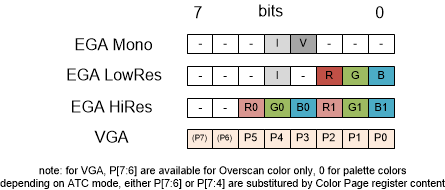 7 bits 0
EGA Mono - - - I V - - -
EGA LowRes - - - I - R G B
EGA HiRes - - R0 G0 B0 R1 G1 B1
VGA (P7) (P6) P5 P4 P3 P2 P1 P0
note: for VGA, P[7:6] are available for Overscan color only, 0 for palette colors
depending on ATC mode, either P[7:6] or P[7:4] are substitured by Color Page register content